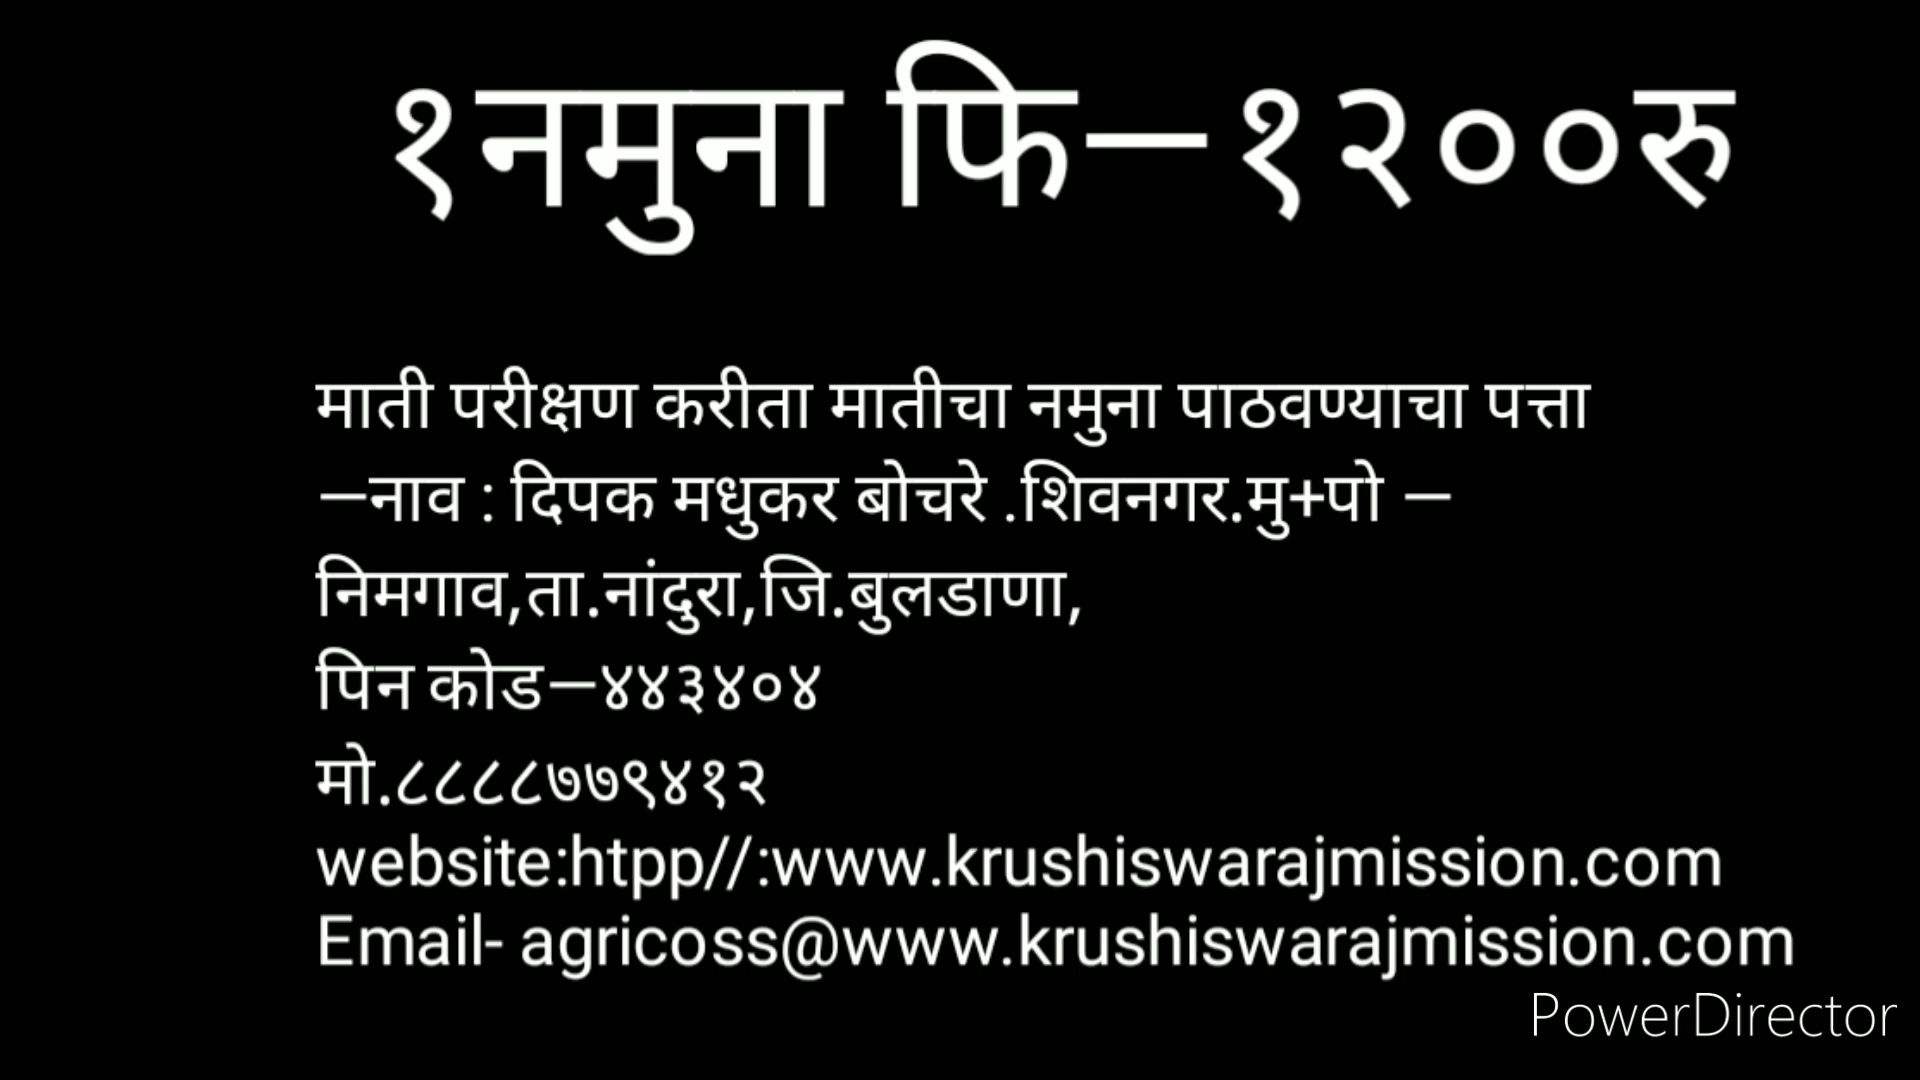 १नमुना फि—१२००रु
माती परीक्षण करीता मातीचा नमुना पाठवण्याचा पत्ता
—नाव : दिपक मधुकर बोचरे .शिवनगर.मु+पो —
निमगाव,ता.नांदुरा,जि.बुलडाणा,
पिन कोड—४४३४०४
मो.८८८८७७९४१२
website:htpp//:www.krushiswarajmission.com
Email- agricoss@www.krushiswarajmission.com
PowerDirector